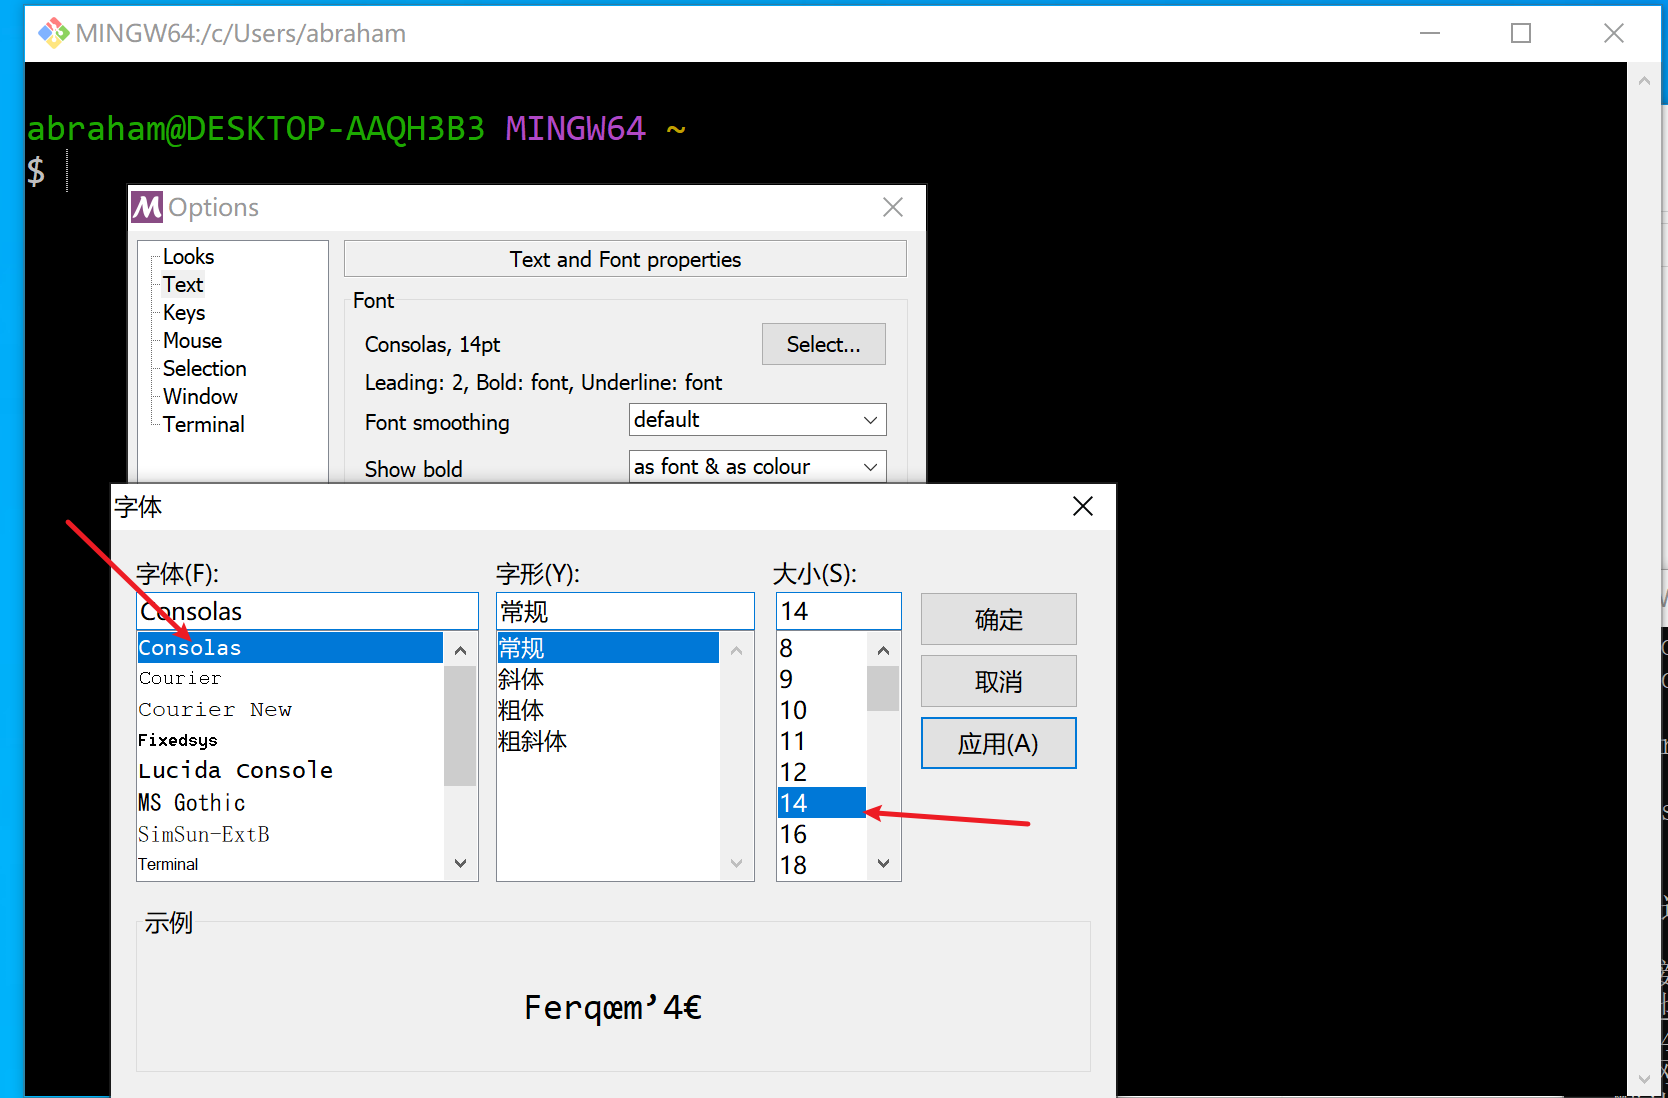 MINGW64:/c/Users/abraham
abraham@DESKTOP-AAQH3B3 MINGW64 ~
$
Options
Looks
Text
Keys
Mouse
Selection
Window
Terminal
Text and Font properties
Font
Consolas, 14pt
Select...
Leading: 2, Bold: font, Underline: font
Font smoothing
default
Show bold
as font & as colour
字体
字体(F):
Consolas
Consolas
Courier
Courier New
Fixedsys
Lucida Console
MS Gothic
SimSun-ExtB
Terminal
字形(Y):
常规
常规
斜体
粗体
粗斜体
大小(S):
14
8
9
10
11
12
14
16
18
确定
取消
应用(A)
示例
Ferqœm’4€